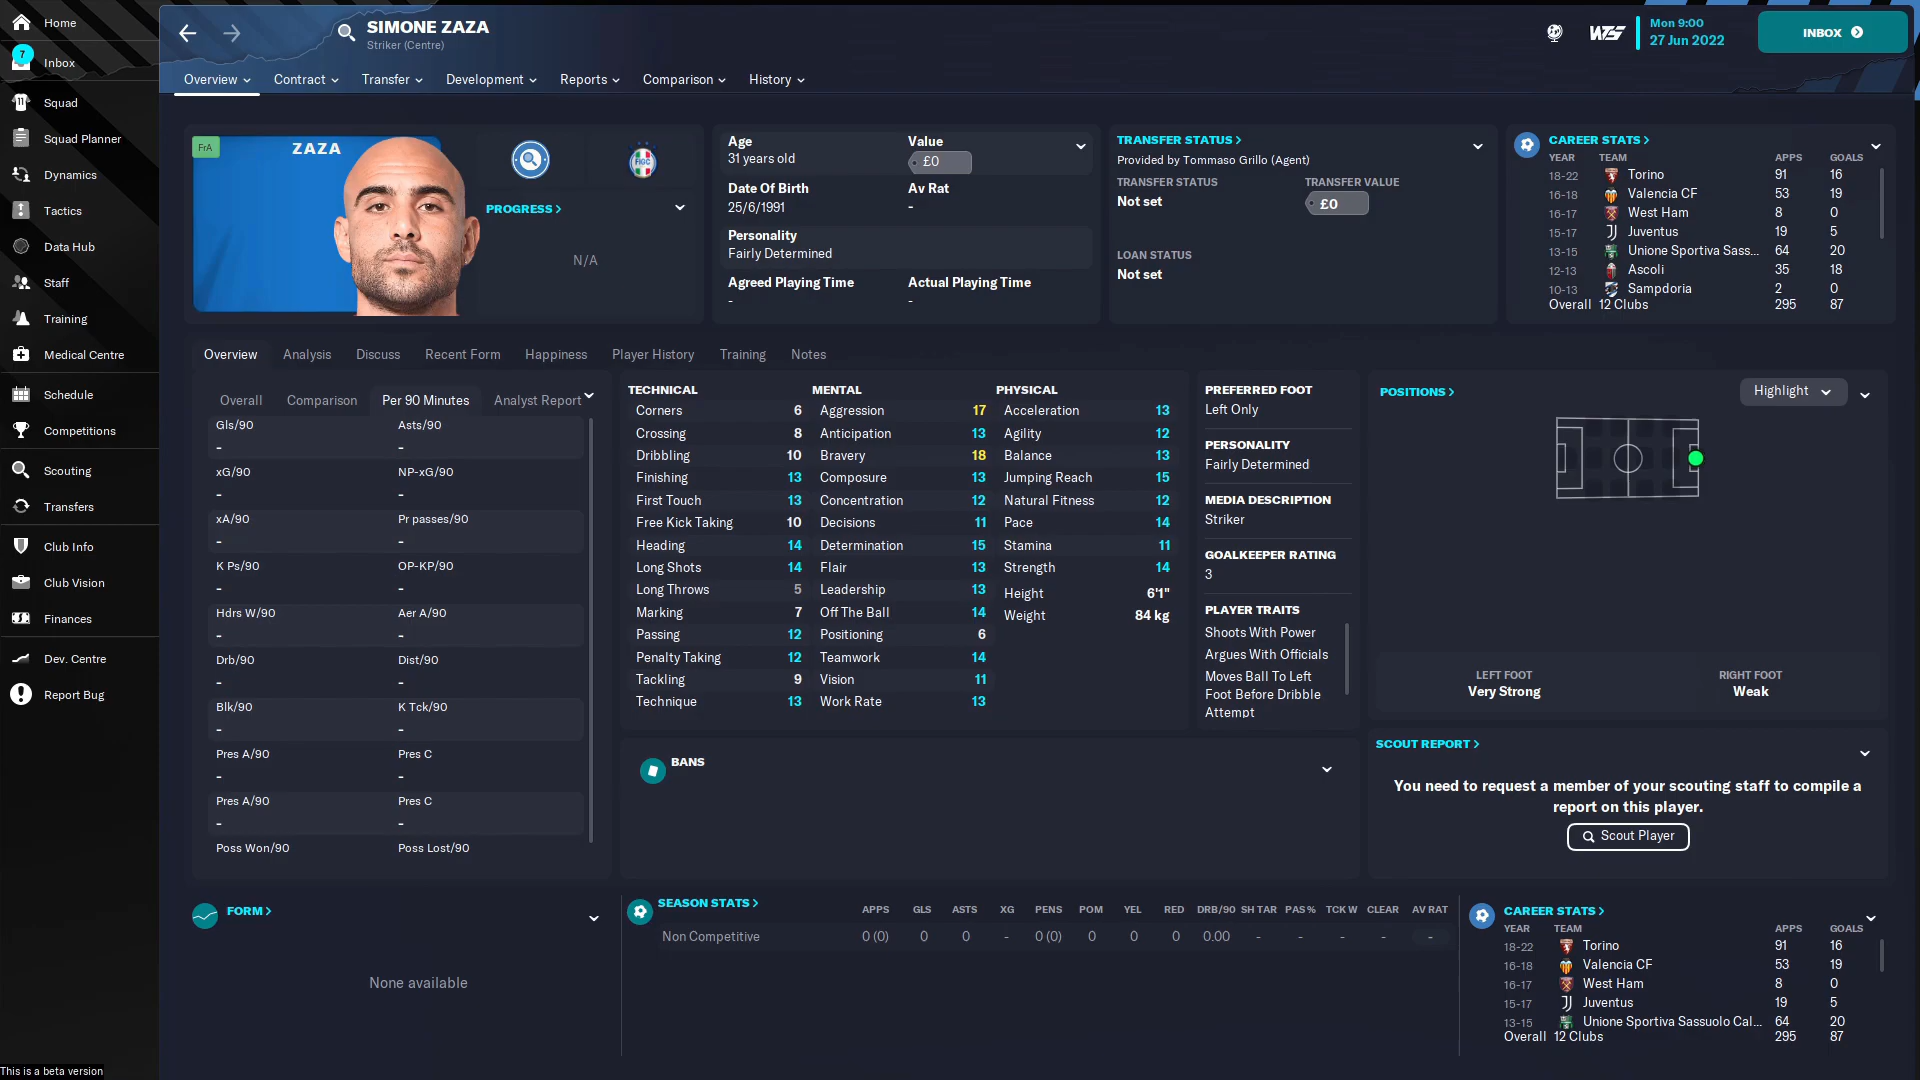 Home
7
Inbox
Squad
Squad Planner
Dynamics
Tactics
Data Hub
Staff
Training
Medical Centre
Schedule
Competitions
Scouting
Transfers
Club Info
Club Vision
Finances
Dev. Centre
Report Bug
This is a beta version
SIMONE ZAZA
Striker (Centre)
Mon 9:00
27 Jun 2022
INBOX
Overview Contract Transfer Development Reports Comparison History
FrA
ZAZA
FIGC
PROGRESS
N/A
Age Value
31 years old £0
Date Of Birth Av Rat
25/6/1991 -
Personality
Fairly Determined
Agreed Playing Time Actual Playing Time
- -
TRANSFER STATUS
Provided by Tommaso Grillo (Agent)
TRANSFER STATUS TRANSFER VALUE
Not set £0
LOAN STATUS
Not set
CAREER STATS
YEAR TEAM APPS GOALS
18-22 Torino 91 16
16-18 Valencia CF 53 19
16-17 West Ham 8 0
15-17 Juventus 19 5
13-15 Unione Sportiva Sass... 64 20
12-13 Ascoli 35 18
10-13 Sampdoria 2 0
Overall 12 Clubs 295 87
Overview Analysis Discuss Recent Form Happiness Player History Training Notes
Overall Comparison Per 90 Minutes Analyst Report
Gls/90 Asts/90
- -
xG/90 NP-xG/90
- -
xA/90 Pr passes/90
- -
K Ps/90 OP-KP/90
- -
Hdrs W/90 Aer A/90
- -
Drb/90 Dist/90
- -
Blk/90 K Tck/90
- -
Pres A/90 Pres C
- -
Pres A/90 Pres C
- -
Poss Won/90 Poss Lost/90
TECHNICAL MENTAL PHYSICAL
Corners 6 Aggression 17 Acceleration 13
Crossing 8 Anticipation 13 Agility 12
Dribbling 10 Bravery 18 Balance 13
Finishing 13 Composure 13 Jumping Reach 15
First Touch 13 Concentration 12 Natural Fitness 12
Free Kick Taking 10 Decisions 11 Pace 14
Heading 14 Determination 15 Stamina 11
Long Shots 14 Flair 13 Strength 14
Long Throws 5 Leadership 13 Height 6'1"
Marking 7 Off The Ball 14 Weight 84 kg
Passing 12 Positioning 6
Penalty Taking 12 Teamwork 14
Tackling 9 Vision 11
Technique 13 Work Rate 13
PREFERRED FOOT
Left Only
PERSONALITY
Fairly Determined
MEDIA DESCRIPTION
Striker
GOALKEEPER RATING
3
PLAYER TRAITS
Shoots With Power
Argues With Officials
Moves Ball To Left
Foot Before Dribble
Attempt
POSITIONS
Highlight
LEFT FOOT RIGHT FOOT
Very Strong Weak
BANS
SCOUT REPORT
You need to request a member of your scouting staff to compile a
report on this player.
Scout Player
FORM
None available
SEASON STATS APPS GLS ASTS XG PENS POM YEL RED DRB/90 SH TAR PAS % TCK W CLEAR AV RAT
Non Competitive 0 (0) 0 0 - 0 (0) 0 0 0 0.00 - - - - -
CAREER STATS
YEAR TEAM APPS GOALS
18-22 Torino 91 16
16-18 Valencia CF 53 19
16-17 West Ham 8 0
15-17 Juventus 19 5
13-15 Unione Sportiva Sassuolo Cal... 64 20
Overall 12 Clubs 295 87